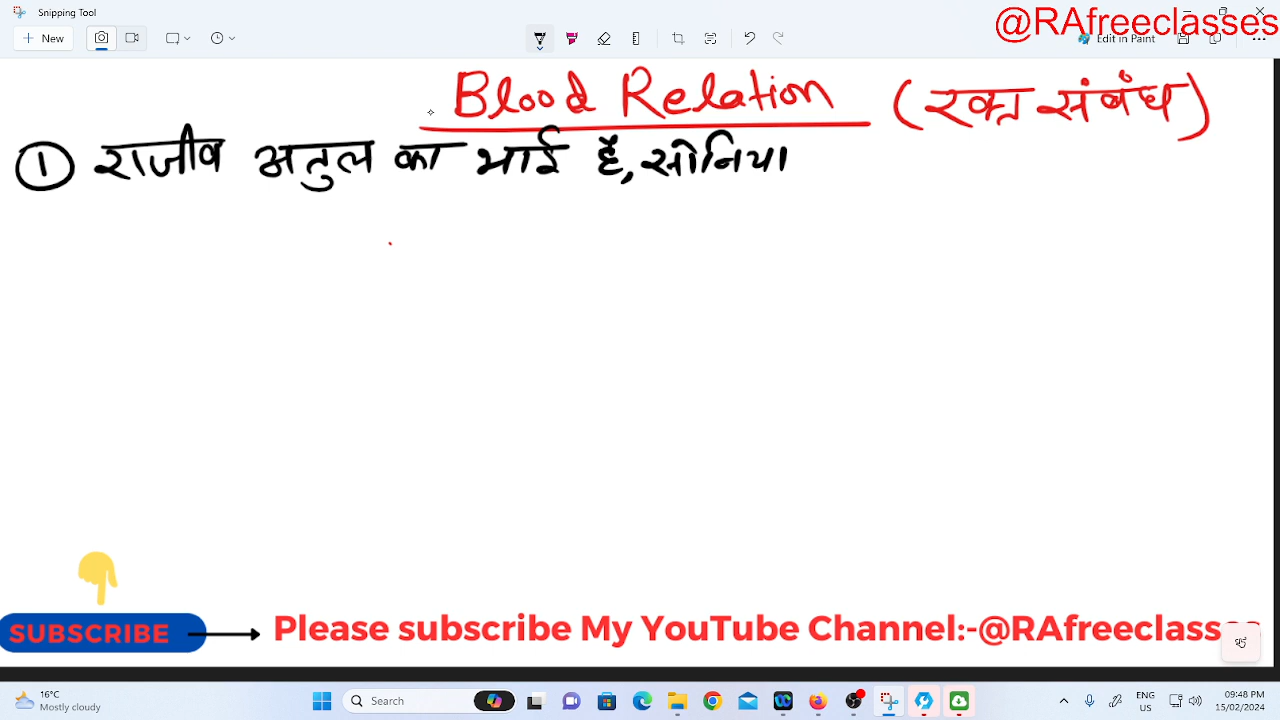 Snipping Tool
@RAfreeclasses
New
Edit in Paint
Blood Relation (रक्त संबंध)
① राजीव अतुल का भाई है, सोनिया
SUBSCRIBE
Please subscribe My YouTube Channel:-@RAfreeclass
16°C
Mostly cloudy
Search
ENG
US
09:48 PM
15/02/2024